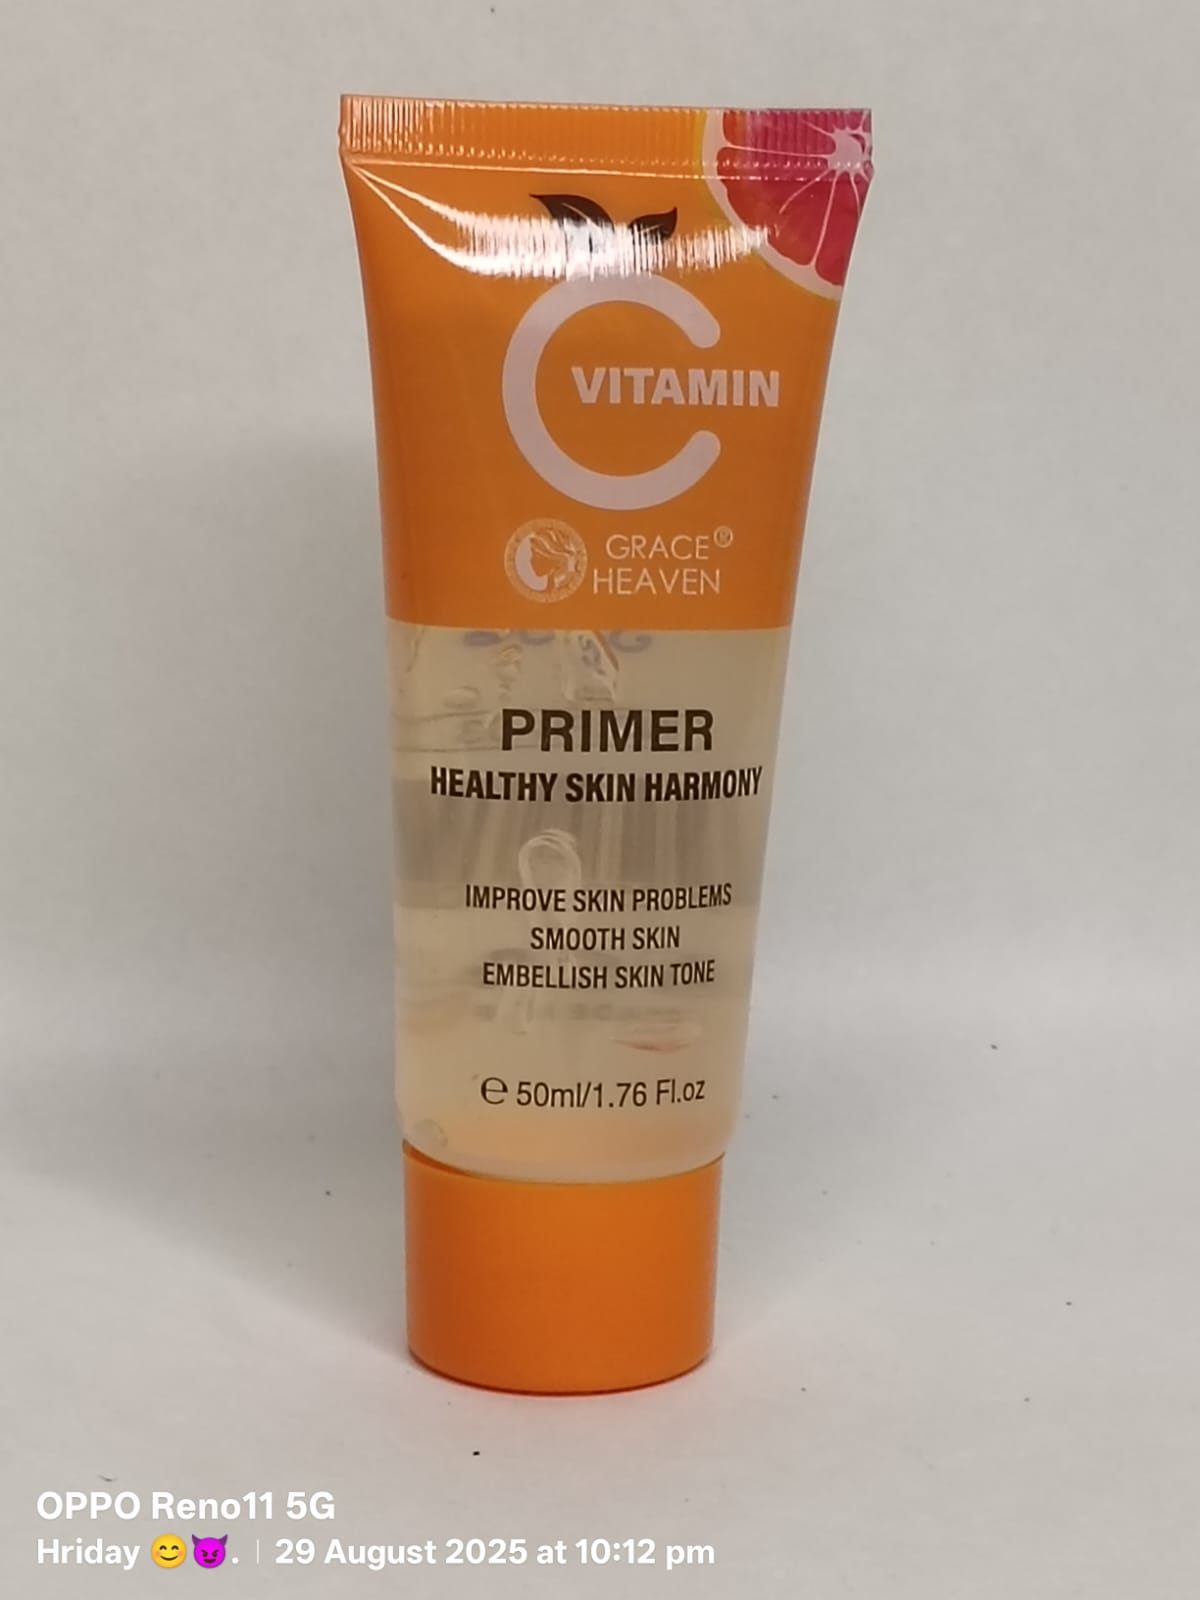 C
VITAMIN
GRACE®
HEAVEN
PRIMER
HEALTHY SKIN HARMONY
IMPROVE SKIN PROBLEMS
SMOOTH SKIN
EMBELLISH SKIN TONE
℮ 50ml/1.76 Fl.oz
OPPO Reno11 5G
Hriday 😊😈. | 29 August 2025 at 10:12 pm